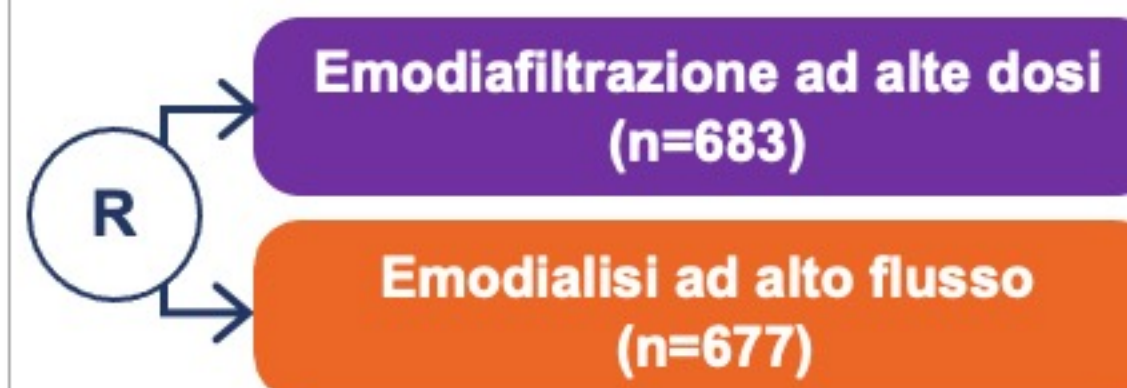 Emodiafiltrazione ad alte dosi
(n=683)
R
Emodialisi ad alto flusso
(n=677)